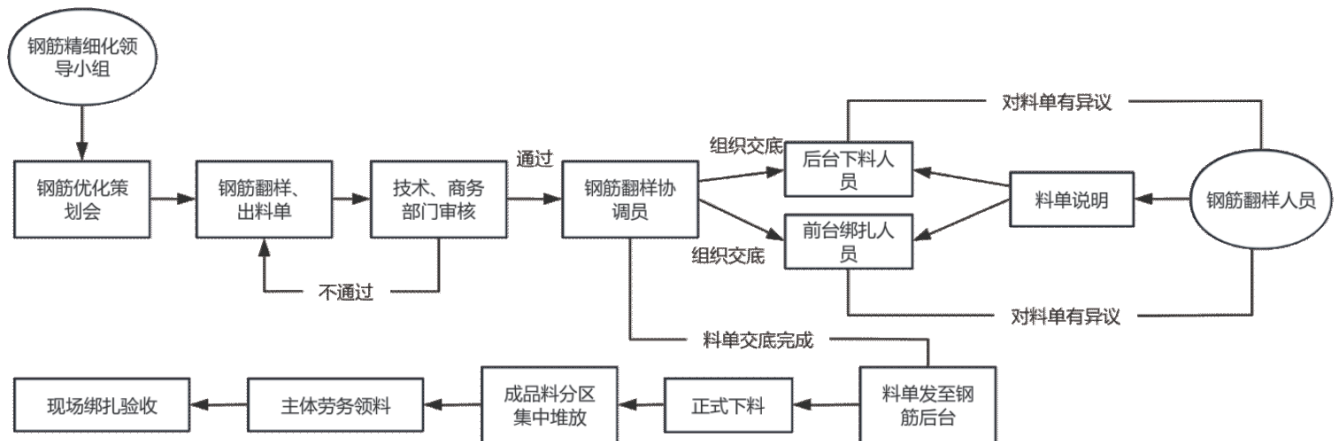 钢筋精细化领
导小组
对料单有异议
通过
组织交底
钢筋优化策
划会
钢筋翻样、
出料单
技术、商务
部门审核
钢筋翻样协
调员
后台下料人
员
料单说明
钢筋翻样人员
前台绑扎人
员
组织交底
不通过
对料单有异议
料单交底完成
现场绑扎验收
主体劳务领料
成品料分区
集中堆放
正式下料
料单发至钢
筋后台